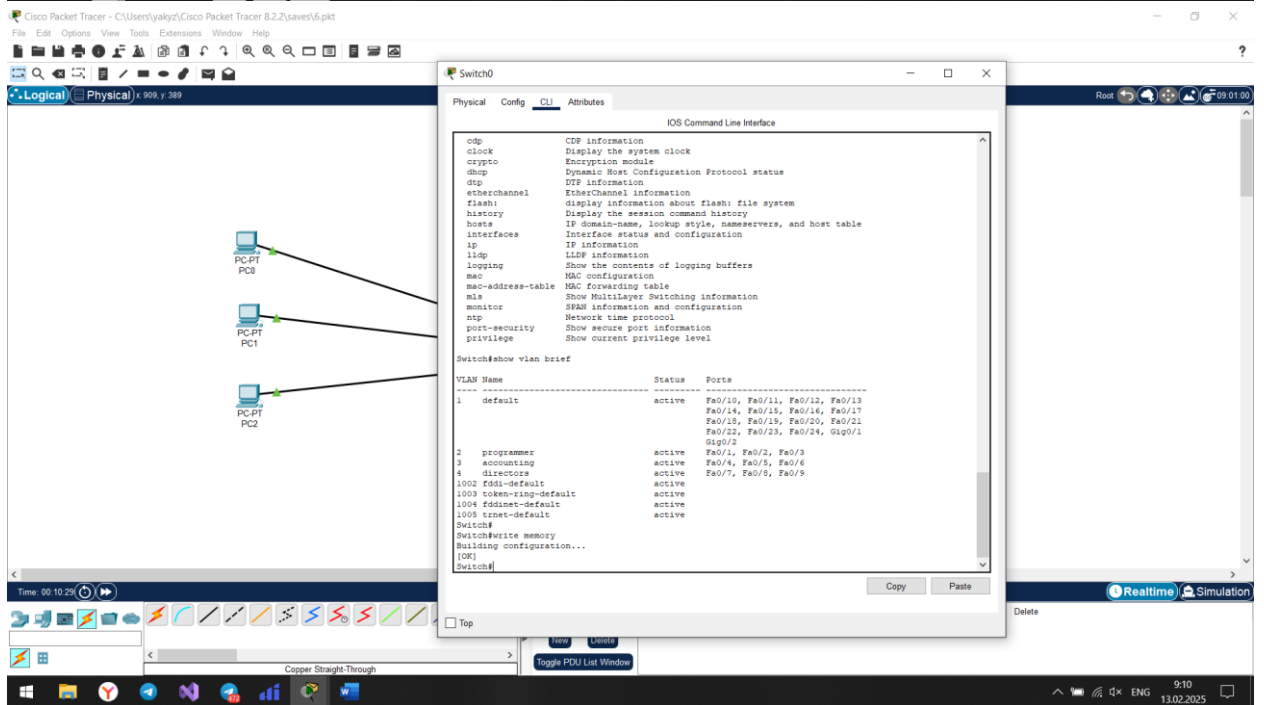 Cisco Packet Tracer - C:\Users\yakyz\Cisco Packet Tracer 8.2.2\saves\6.pkt
File Edit Options View Tools Extensions Window Help
?
Logical Physical x: 909, y: 389
Root 09:01:00
PC-PT
PC0
PC-PT
PC1
PC-PT
PC2
Switch0
Physical Config CLI Attributes
IOS Command Line Interface
cdp CDP information
clock Display the system clock
crypto Encryption module
dhcp Dynamic Host Configuration Protocol status
dtp DTP information
etherchannel EtherChannel information
flash: display information about flash: file system
history Display the session command history
hosts IP domain-name, lookup style, nameservers, and host table
interfaces Interface status and configuration
ip IP information
lldp LLDP information
logging Show the contents of logging buffers
mac MAC configuration
mac-address-table MAC forwarding table
mls Show MultiLayer Switching information
monitor SPAN information and configuration
ntp Network time protocol
port-security Show secure port information
privilege Show current privilege level
Switch#show vlan brief
VLAN Name Status Ports
---- -------------------------------- --------- -------------------------------
1 default active Fa0/10, Fa0/11, Fa0/12, Fa0/13
Fa0/14, Fa0/15, Fa0/16, Fa0/17
Fa0/18, Fa0/19, Fa0/20, Fa0/21
Fa0/22, Fa0/23, Fa0/24, Gig0/1
Gig0/2
2 programmer active Fa0/1, Fa0/2, Fa0/3
3 accounting active Fa0/4, Fa0/5, Fa0/6
4 directors active Fa0/7, Fa0/8, Fa0/9
1002 fddi-default active
1003 token-ring-default active
1004 fddinet-default active
1005 trnet-default active
Switch#
Switch#write memory
Building configuration...
[OK]
Switch#
Copy Paste
Top
Time: 00:10:29
Realtime Simulation
Delete
New Delete
Toggle PDU List Window
Copper Straight-Through
ENG
9:10
13.02.2025